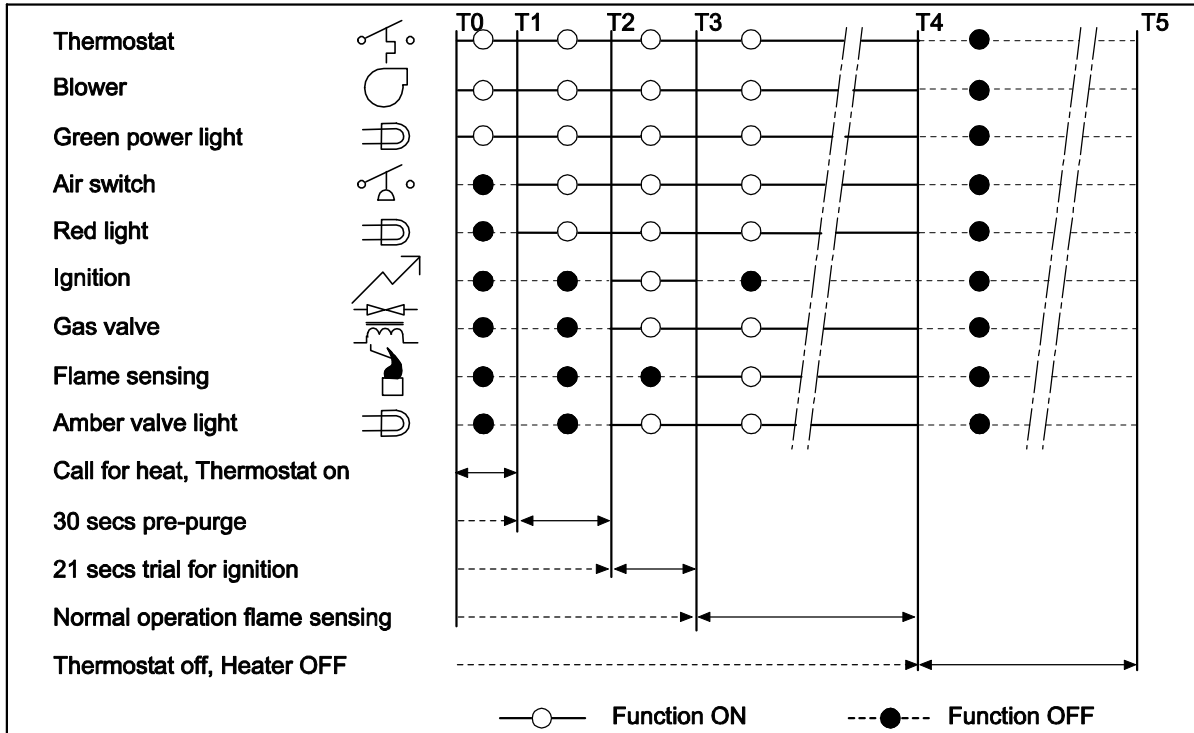 T0 T1 T2 T3 T4 T5
Thermostat
Blower
Green power light
Air switch
Red light
Ignition
Gas valve
Flame sensing
Amber valve light
Call for heat, Thermostat on
30 secs pre-purge
21 secs trial for ignition
Normal operation flame sensing
Thermostat off, Heater OFF
Function ON Function OFF